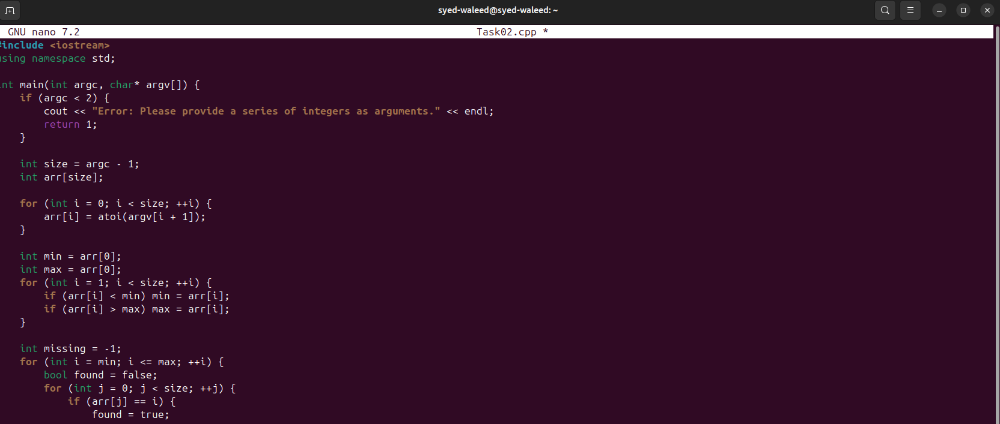 syed-waleed@syed-waleed: ~
GNU nano 7.2 Task02.cpp *
#include <iostream>
using namespace std;
int main(int argc, char* argv[]) {
    if (argc < 2) {
        cout << "Error: Please provide a series of integers as arguments." << endl;
        return 1;
    }
    int size = argc - 1;
    int arr[size];
    for (int i = 0; i < size; ++i) {
        arr[i] = atoi(argv[i + 1]);
    }
    int min = arr[0];
    int max = arr[0];
    for (int i = 1; i < size; ++i) {
        if (arr[i] < min) min = arr[i];
        if (arr[i] > max) max = arr[i];
    }
    int missing = -1;
    for (int i = min; i <= max; ++i) {
        bool found = false;
        for (int j = 0; j < size; ++j) {
            if (arr[j] == i) {
                found = true;